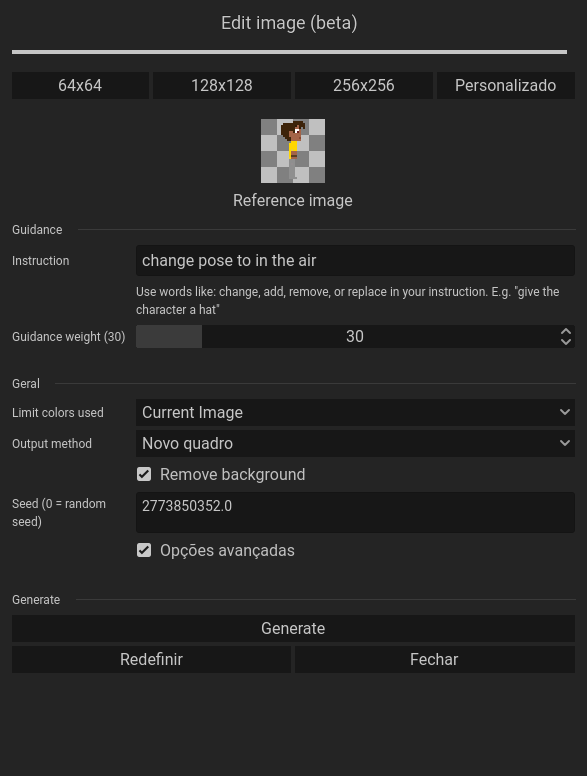 Edit image (beta)
64x64 128x128 256x256 Personalizado
Reference image
Guidance
Instruction change pose to in the air
Use words like: change, add, remove, or replace in your instruction. E.g. "give the
character a hat"
Guidance weight (30) 30
Geral
Limit colors used Current Image
Output method Novo quadro
Remove background
Seed (0 = random
seed) 2773850352.0
Opções avançadas
Generate
Generate
Redefinir Fechar